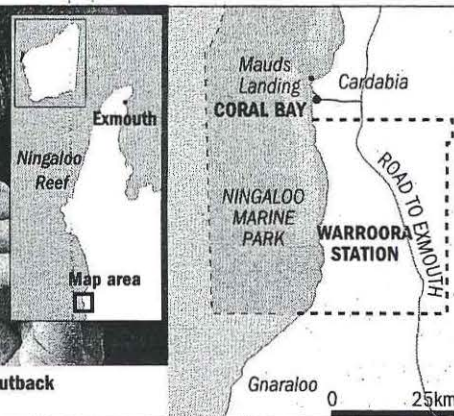 Exmouth
Ningaloo
Reef
Map area
utback
Mauds
Landing
Cardabia
CORAL BAY
NINGALOO
MARINE
PARK
WARROORA
STATION
ROAD TO EXMOUTH
Gnaraloo
0 25km